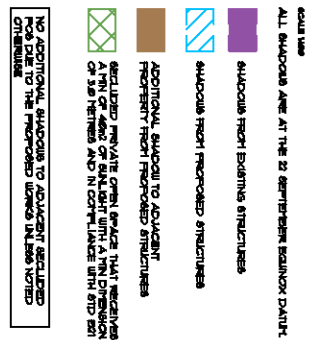 SCALE 1:200
ALL SHADOWS ARE AT THE 22 SEPTEMBER EQUINOX DATUM.
SHADOWS FROM EXISTING STRUCTURES
SHADOWS FROM PROPOSED STRUCTURES
ADDITIONAL SHADOW TO ADJACENT
PROPERTY FROM PROPOSED STRUCTURES
SECLUDED PRIVATE OPEN SPACE THAT RECEIVES
A MIN OF 40m2 OF SUNLIGHT WITH A MIN DIMENSION
OF 3.0 METRES AND IN COMPLIANCE WITH STD B21
NO ADDITIONAL SHADOWS TO ADJACENT SECLUDED
POS DUE TO THE PROPOSED WORKS UNLESS NOTED
OTHERWISE